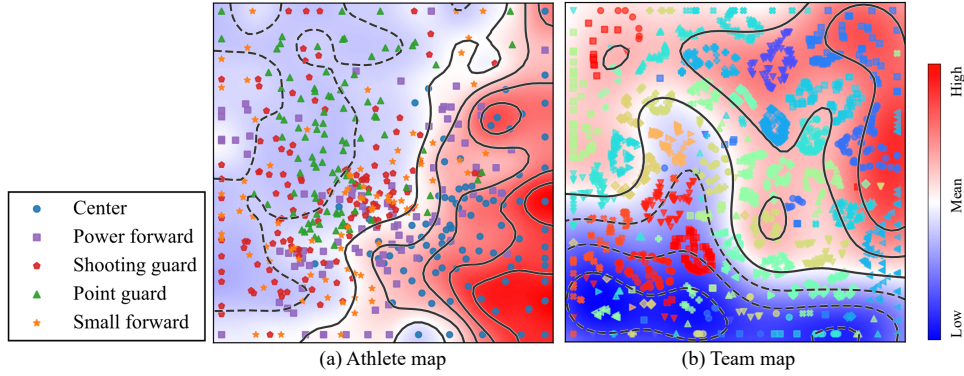 Center
Power forward
Shooting guard
Point guard
Small forward
(a) Athlete map
(b) Team map
High
Mean
Low